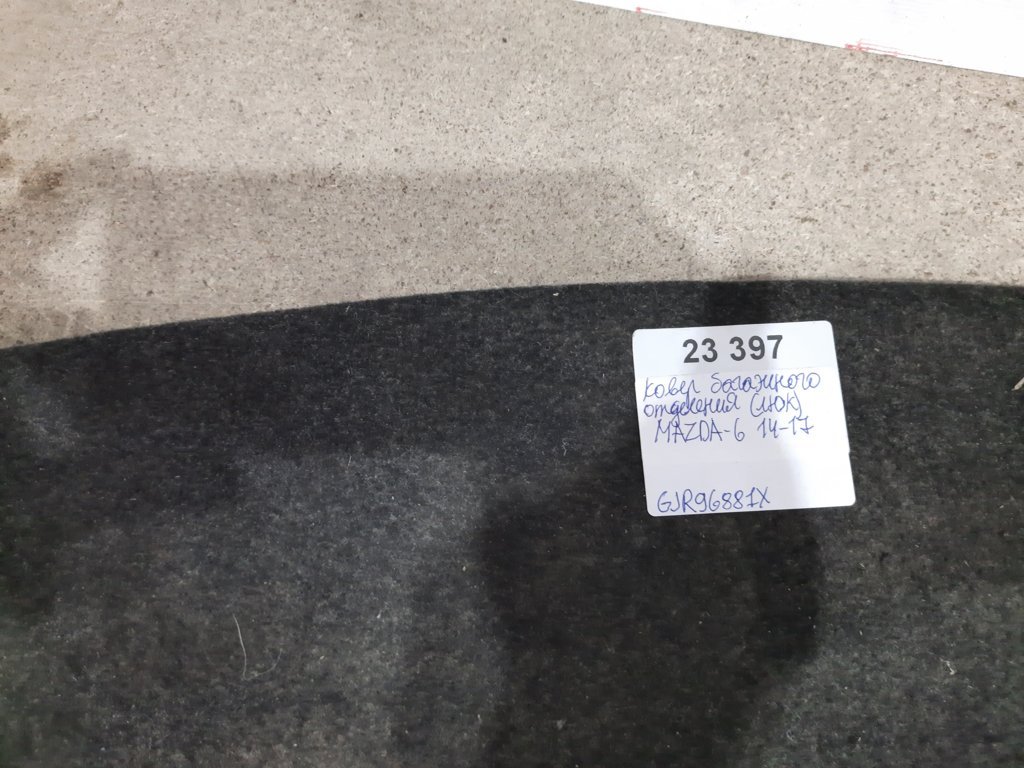 23 397
ковер багажного
отделения (люк)
MAZDA-6 14-17
GJR96881X